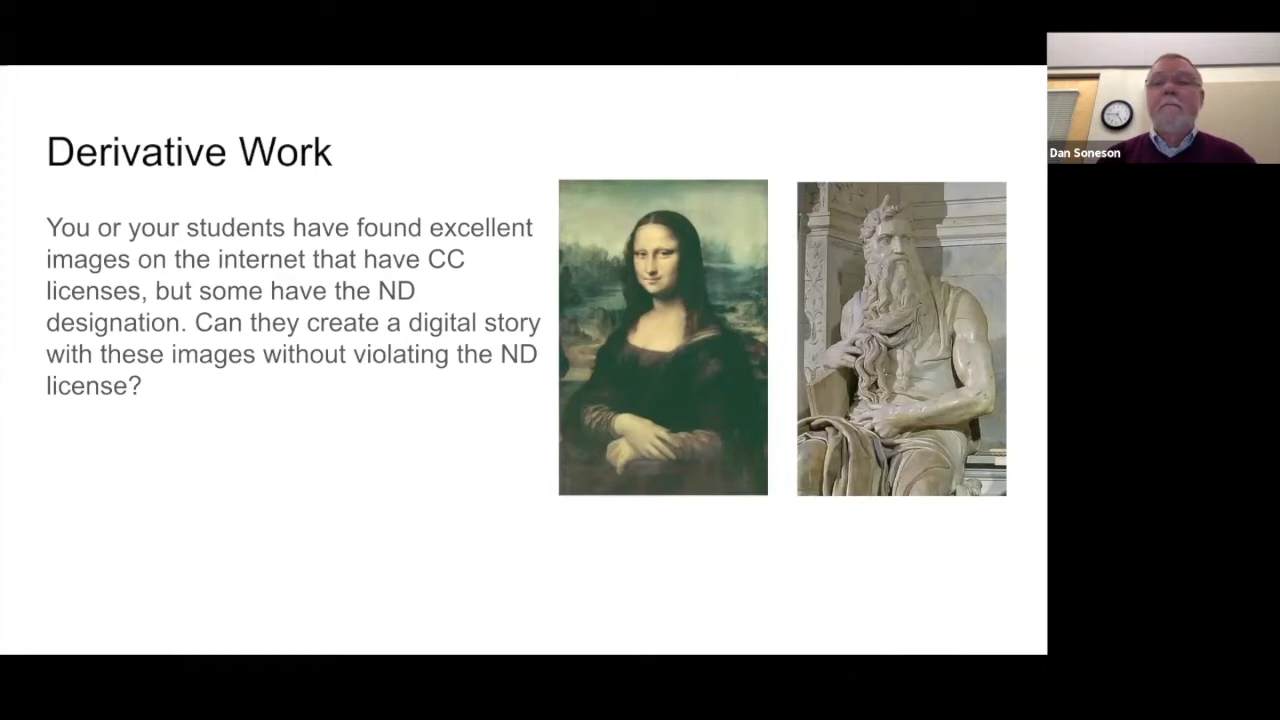 Derivative Work
You or your students have found excellent
images on the internet that have CC
licenses, but some have the ND
designation. Can they create a digital story
with these images without violating the ND
license?
Dan Soneson